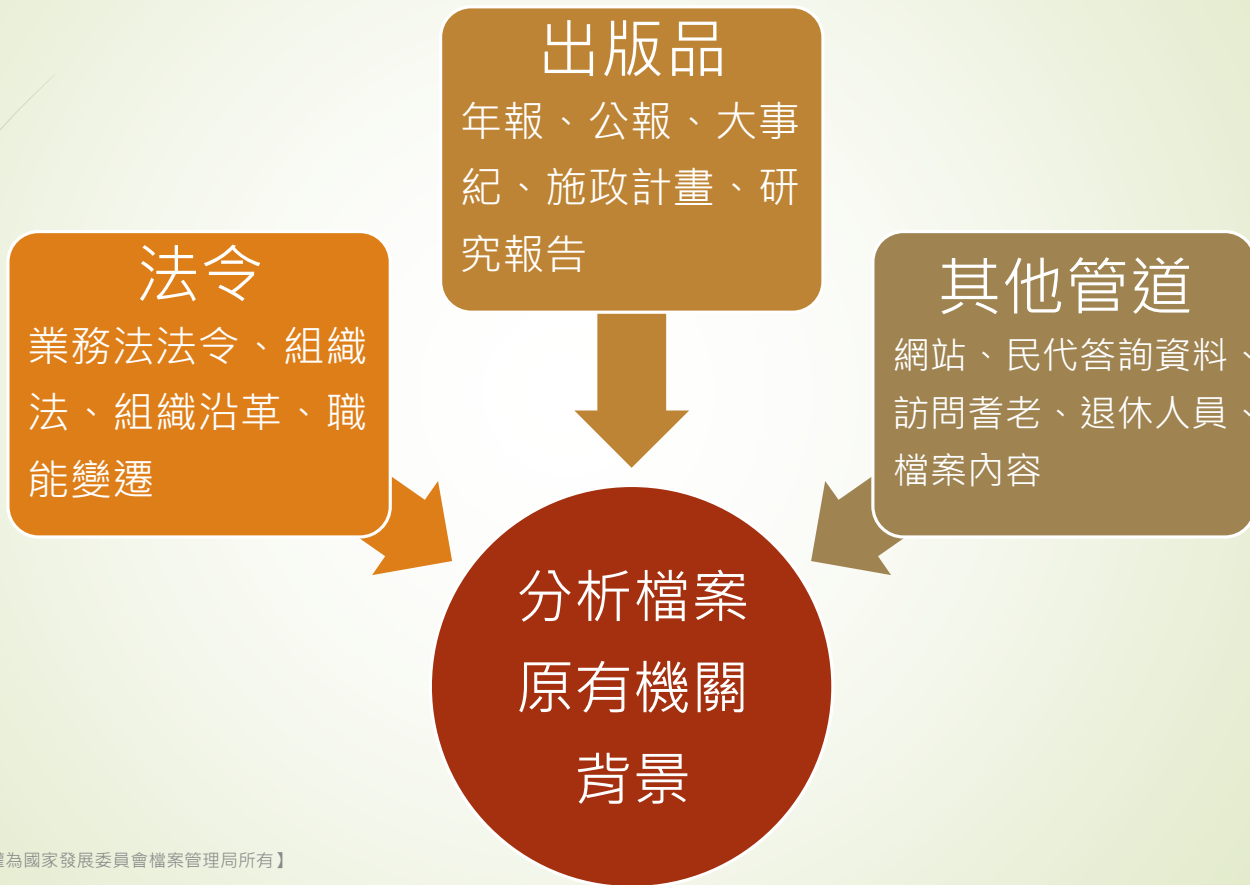 出版品
年報、公報、大事
紀、施政計畫、研
究報告
法令
業務法法令、組織
法、組織沿革、職
能變遷
其他管道
網站、民代答詢資料、
訪問耆老、退休人員、
檔案內容
分析檔案
原有機關
背景
為國家發展委員會檔案管理局所有】